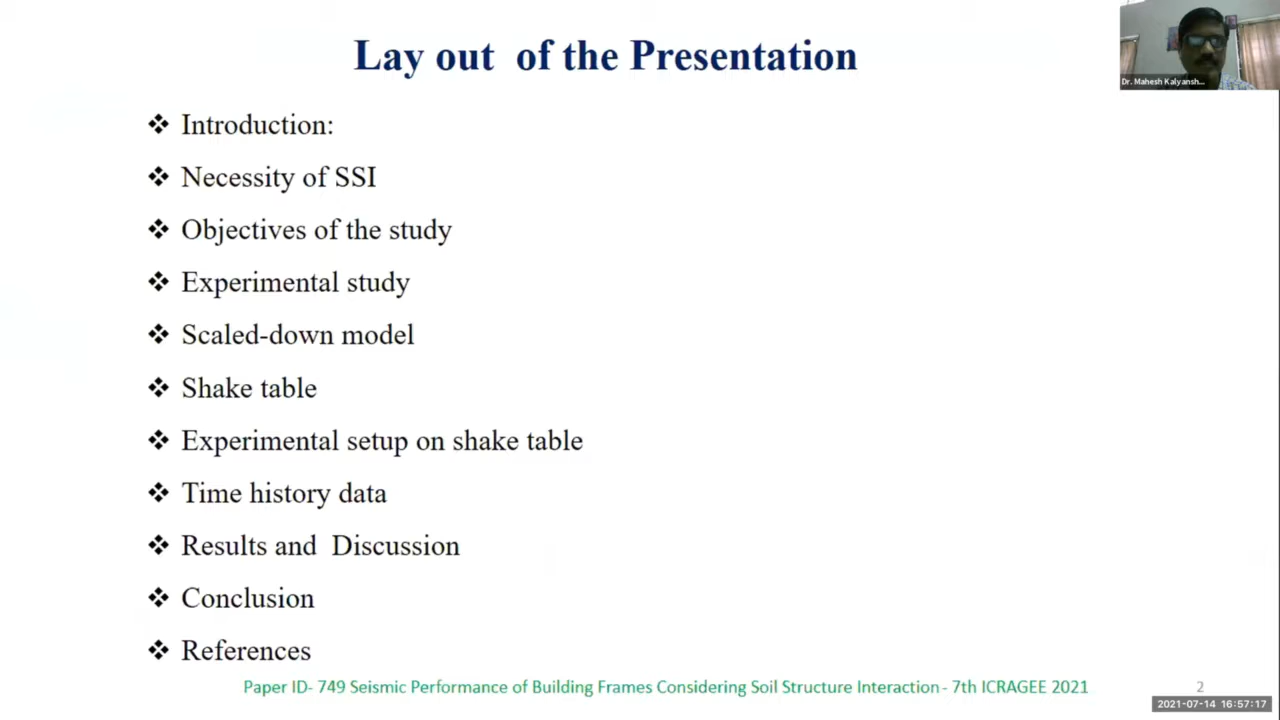 Lay out of the Presentation
Dr. Mahesh Kalyansh...
❖ Introduction:
❖ Necessity of SSI
❖ Objectives of the study
❖ Experimental study
❖ Scaled-down model
❖ Shake table
❖ Experimental setup on shake table
❖ Time history data
❖ Results and Discussion
❖ Conclusion
❖ References
Paper ID- 749 Seismic Performance of Building Frames Considering Soil Structure Interaction - 7th ICRAGEE 2021
2
2021-07-14 16:57:17